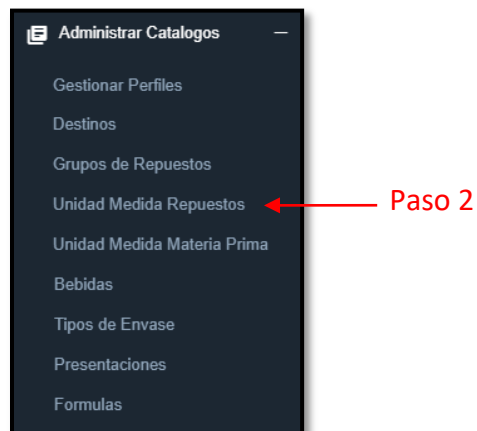 Administrar Catalogos
Gestionar Perfiles
Destinos
Grupos de Repuestos
Unidad Medida Repuestos
Paso 2
Unidad Medida Materia Prima
Bebidas
Tipos de Envase
Presentaciones
Formulas